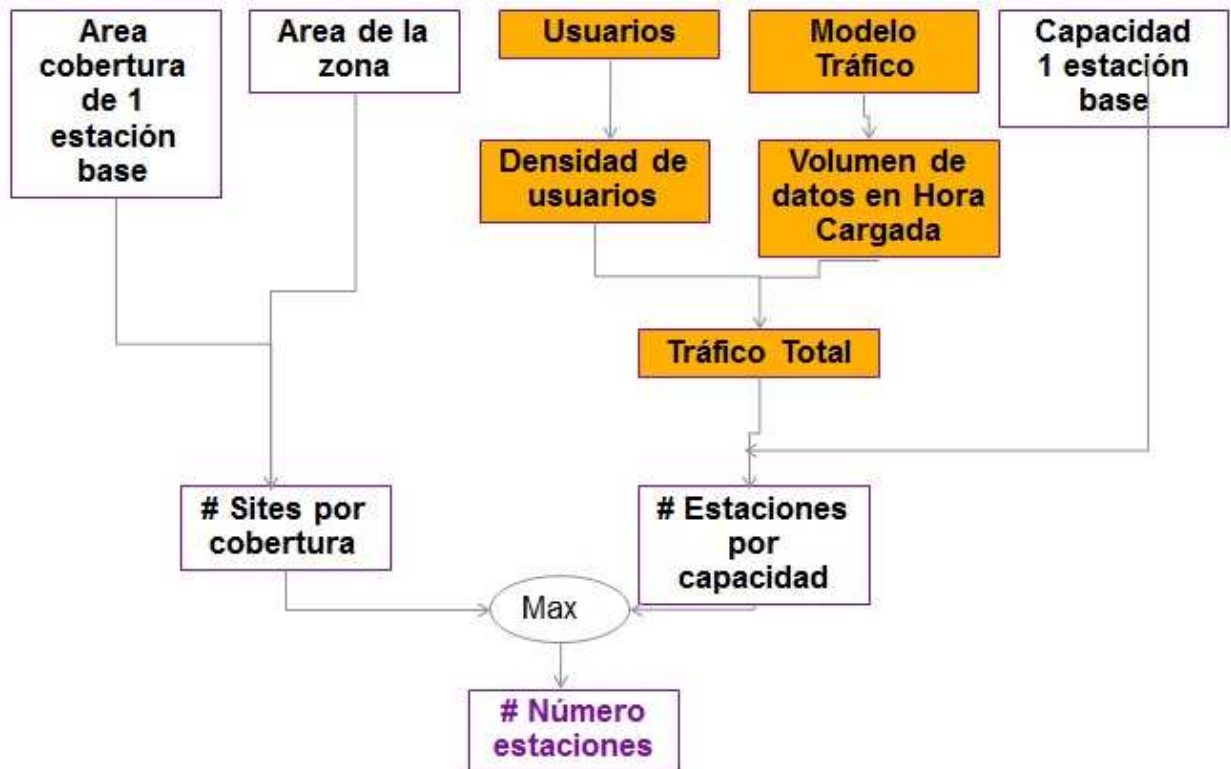 Area
cobertura
de 1
estación
base
Area de la
zona
Usuarios
Modelo
Tráfico
Capacidad
1 estación
base
Densidad de
usuarios
Volumen de
datos en Hora
Cargada
Tráfico Total
# Sites por
cobertura
# Estaciones
por
capacidad
Max
# Número
estaciones